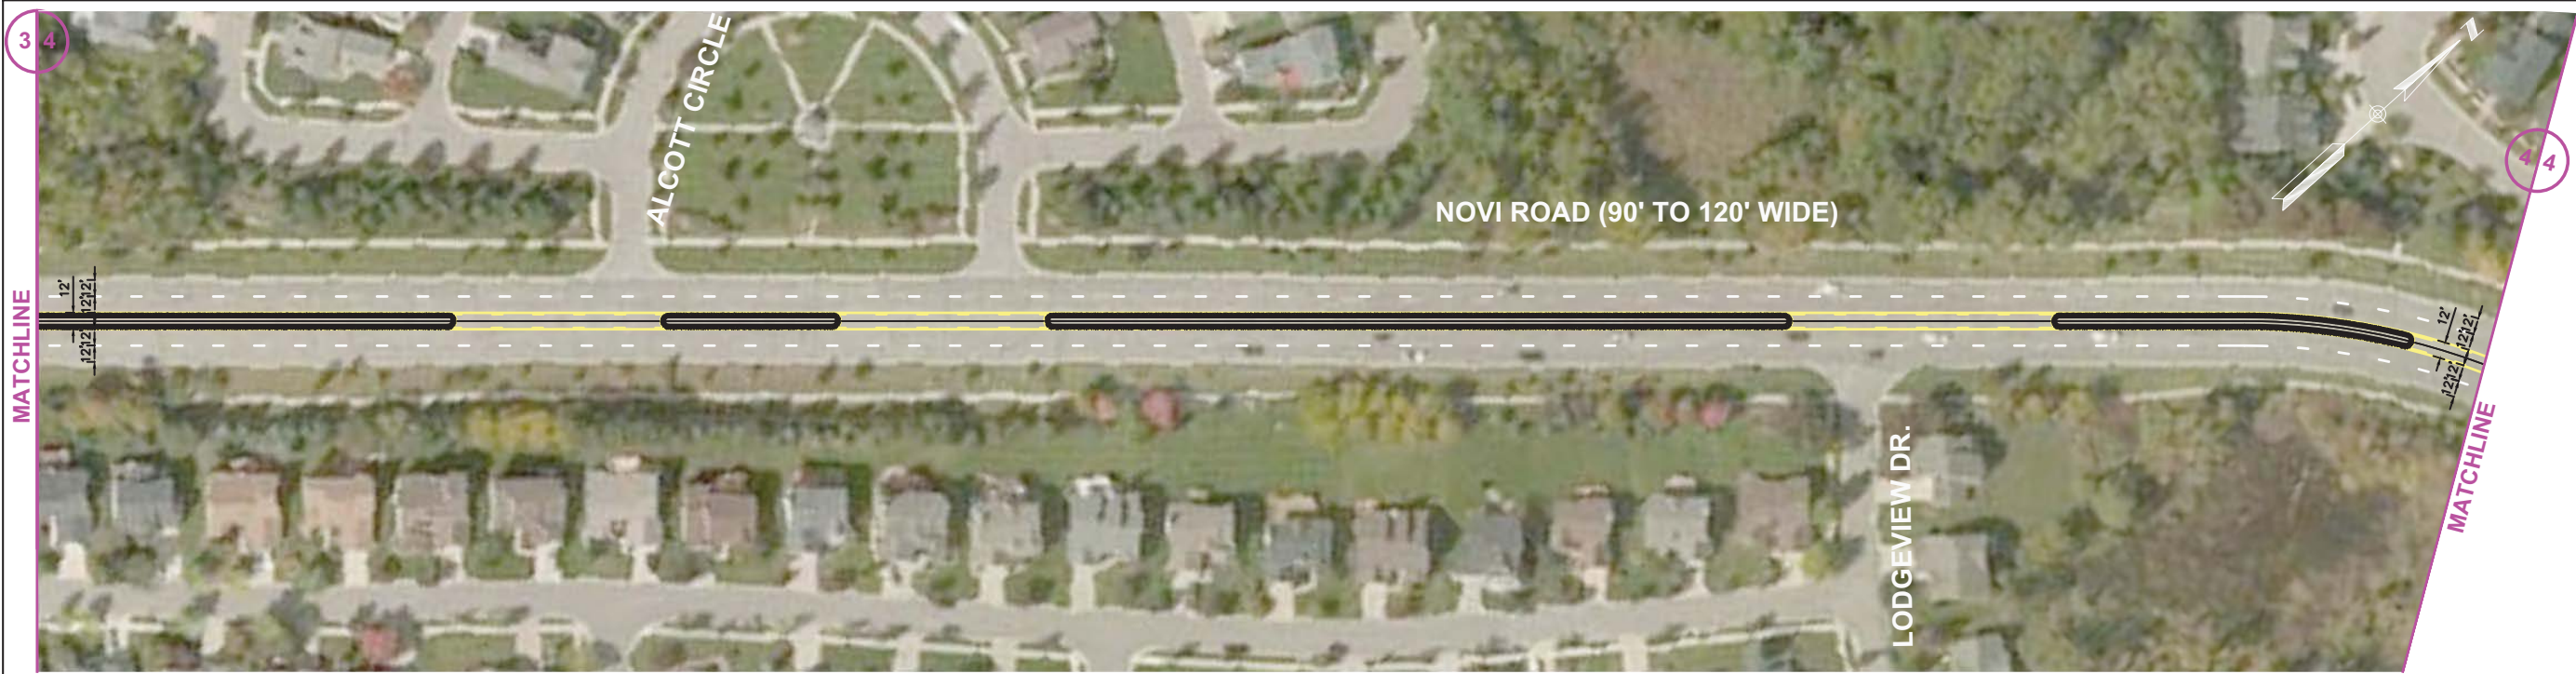 3 4
ALCOTT CIRCLE
N
4 4
NOVI ROAD (90' TO 120' WIDE)
MATCHLINE
12'
12'
12'
12'
12'
12'
12'
12'
12'
12'
LODGEVIEW DR.
MATCHLINE